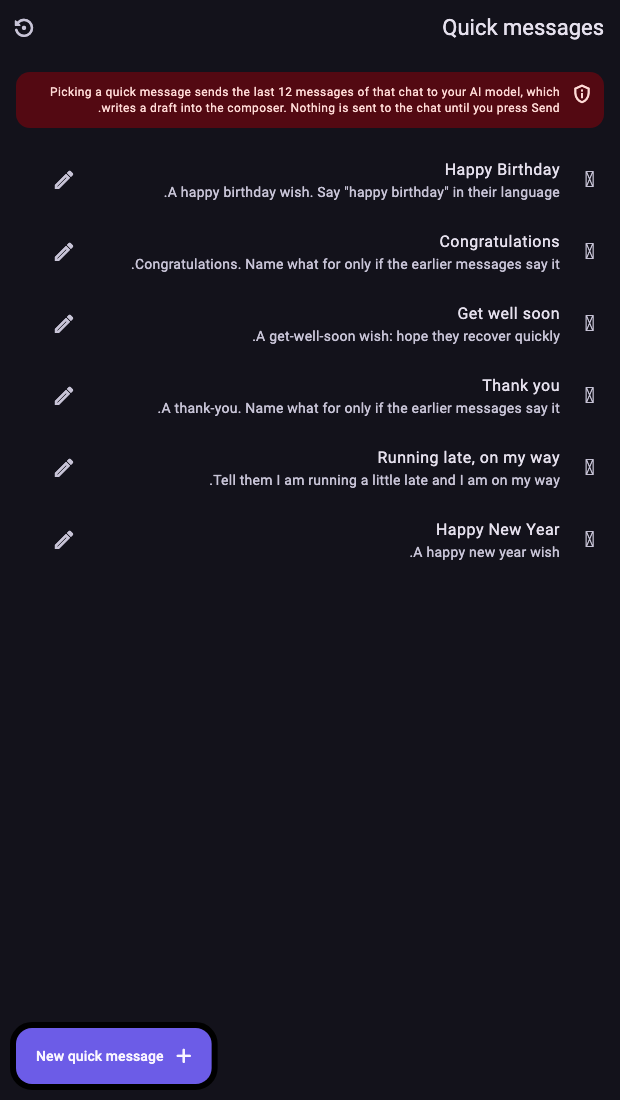 Quick messages
Picking a quick message sends the last 12 messages of that chat to your AI model, which
writes a draft into the composer. Nothing is sent to the chat until you press Send.
Happy Birthday
A happy birthday wish. Say "happy birthday" in their language.
Congratulations
Congratulations. Name what for only if the earlier messages say it.
Get well soon
A get-well-soon wish: hope they recover quickly.
Thank you
A thank-you. Name what for only if the earlier messages say it.
Running late, on my way
Tell them I am running a little late and I am on my way.
Happy New Year
A happy new year wish.
New quick message